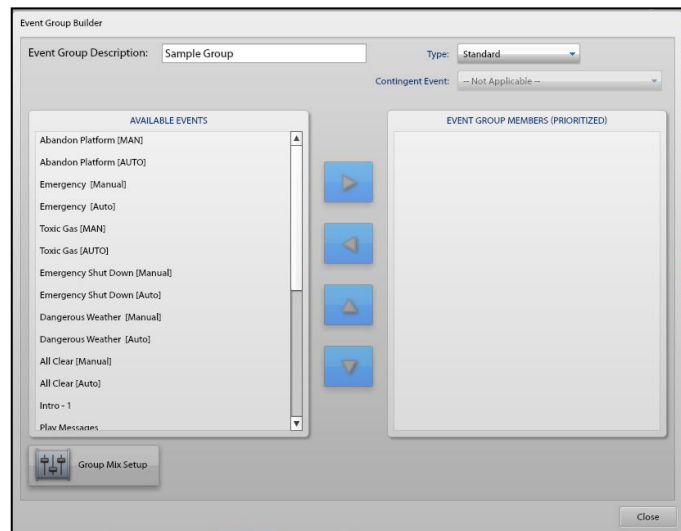 Event Group Builder
Event Group Description: Sample Group Type: Standard
Contingent Event: -- Not Applicable --
AVAILABLE EVENTS
Abandon Platform [MAN]
Abandon Platform [AUTO]
Emergency [Manual]
Emergency [Auto]
Toxic Gas [MAN]
Toxic Gas [AUTO]
Emergency Shut Down [Manual]
Emergency Shut Down [Auto]
Dangerous Weather [Manual]
Dangerous Weather [Auto]
All Clear [Manual]
All Clear [Auto]
Intro - 1
Play Messages
EVENT GROUP MEMBERS (PRIORITIZED)
Group Mix Setup
Close